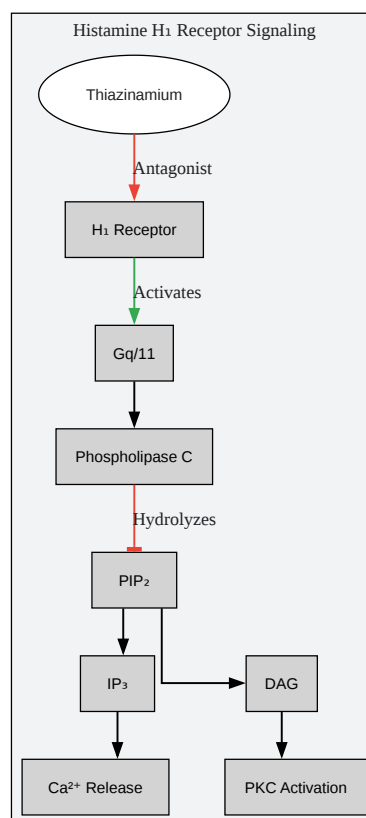 Histamine H₁ Receptor Signaling
Thiazinamium
Antagonist
H₁ Receptor
Activates
Gq/11
Phospholipase C
Hydrolyzes
PIP₂
IP₃
DAG
Ca²⁺ Release
PKC Activation